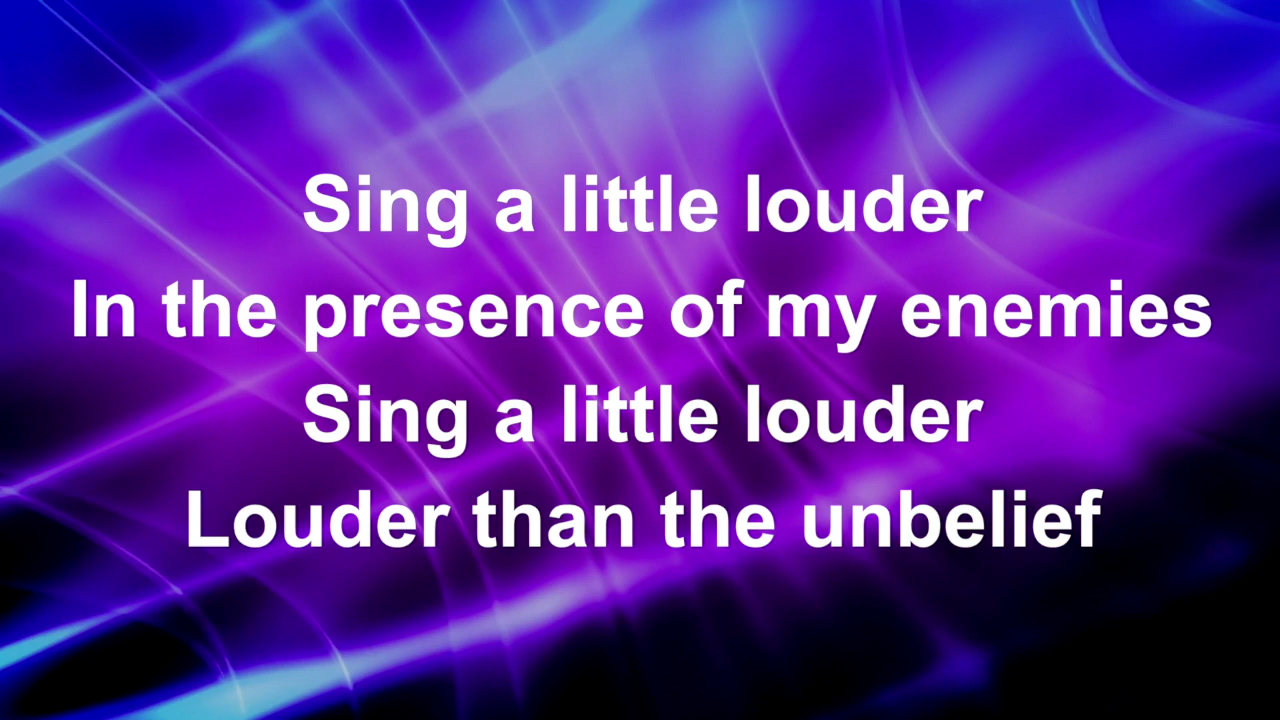 Sing a little louder
In the presence of my enemies
Sing a little louder
Louder than the unbelief